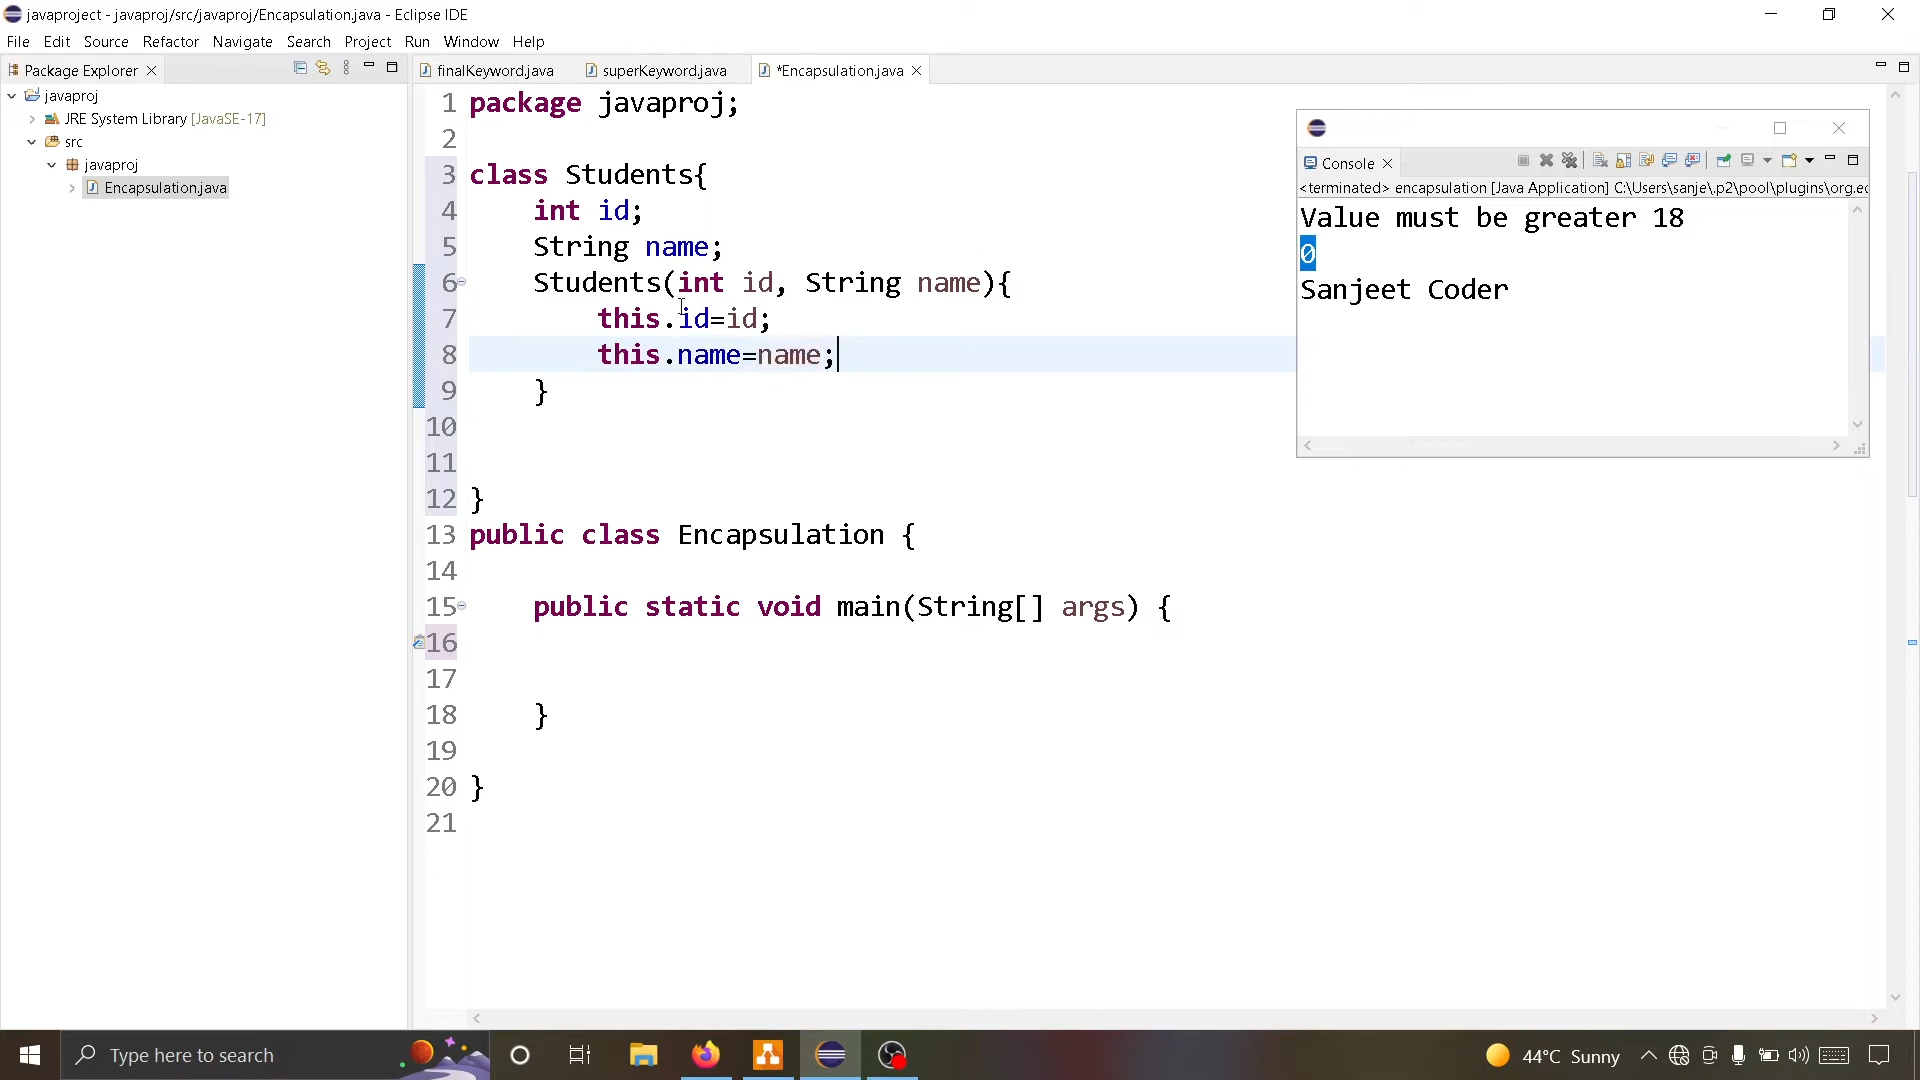 javaproject - javaproj/src/javaproj/Encapsulation.java - Eclipse IDE
File Edit Source Refactor Navigate Search Project Run Window Help
Package Explorer
javaproj
JRE System Library [JavaSE-17]
src
javaproj
Encapsulation.java
finalKeyword.java superKeyword.java *Encapsulation.java
1 package javaproj;
2
3 class Students{
4 int id;
5 String name;
6 Students(int id, String name){
7 this.id=id;
8 this.name=name;
9 }
10
11
12 }
13 public class Encapsulation {
14
15 public static void main(String[] args) {
16
17
18 }
19
20 }
21
Console
<terminated> encapsulation [Java Application] C:\Users\sanje\.p2\pool\plugins\org.ec
Value must be greater 18
0
Sanjeet Coder
Type here to search
44°C Sunny